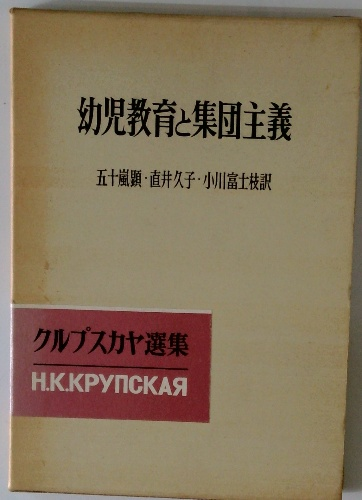 幼児教育と集団主義
五十嵐顕・直井久子・小川富士枝訳
クルプスカヤ選集
Н.К.КРУПСКАЯ